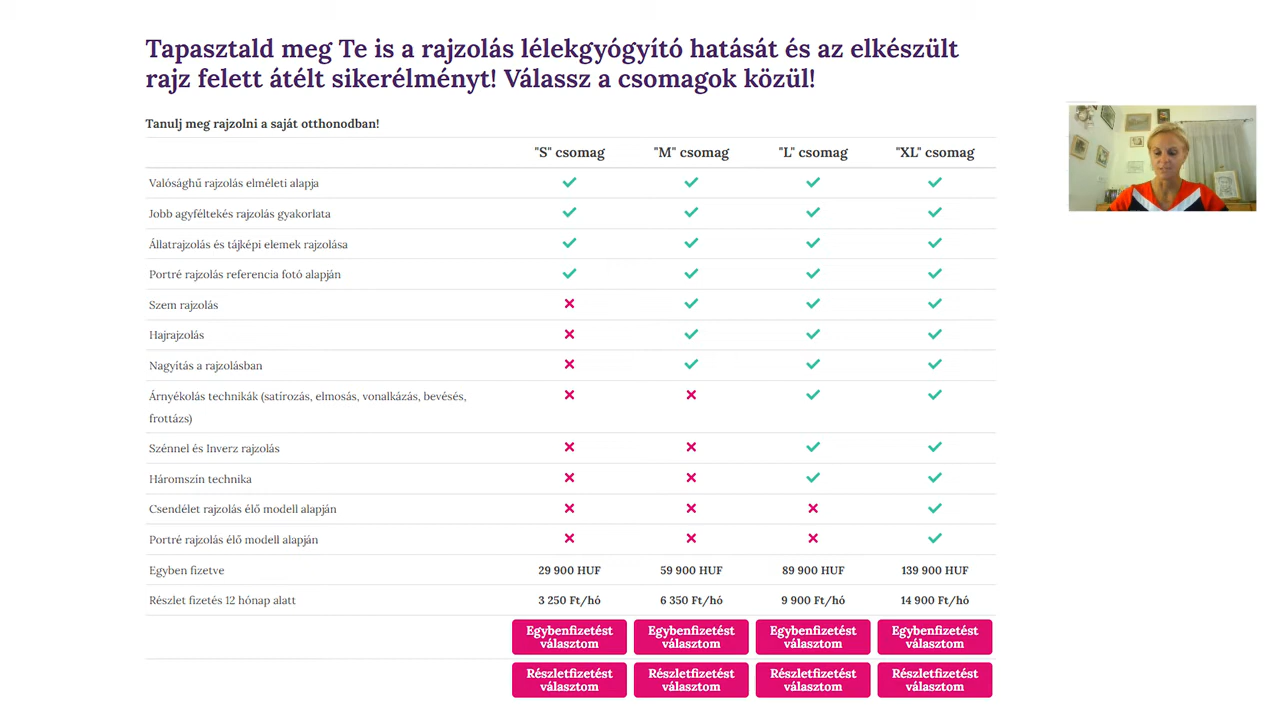 Tapasztald meg Te is a rajzolás lélekgyógyító hatását és az elkészült
rajz felett átélt sikerélményt! Válassz a csomagok közül!
Tanulj meg rajzolni a saját otthonodban!
"S" csomag "M" csomag "L" csomag "XL" csomag
Valósághű rajzolás elméleti alapja
Jobb agyféltekés rajzolás gyakorlata
Állatrajzolás és tájképi elemek rajzolása
Portré rajzolás referencia fotó alapján
Szem rajzolás
Hajrajzolás
Nagyítás a rajzolásban
Árnyékolás technikák (satírozás, elmosás, vonalkázás, bevésés,
frottázs)
Szénnel és Inverz rajzolás
Háromszín technika
Csendélet rajzolás élő modell alapján
Portré rajzolás élő modell alapján
Egyben fizetve 29 900 HUF 59 900 HUF 89 900 HUF 139 900 HUF
Részlet fizetés 12 hónap alatt 3 250 Ft/hó 6 350 Ft/hó 9 900 Ft/hó 14 900 Ft/hó
Egybenfizetést Egybenfizetést Egybenfizetést Egybenfizetést
választom választom választom választom
Részletfizetést Részletfizetést Részletfizetést Részletfizetést
választom választom választom választom